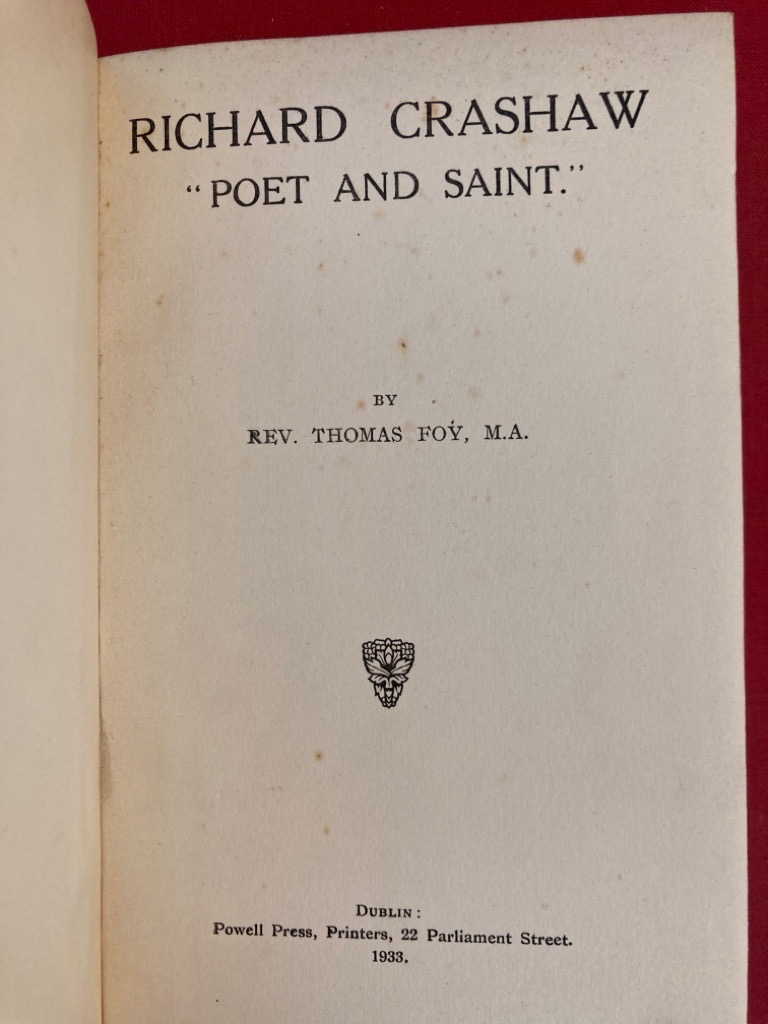 RICHARD CRASHAW
“POET AND SAINT.”
BY
REV. THOMAS FOY, M.A.
DUBLIN:
Powell Press, Printers, 22 Parliament Street.
1933.